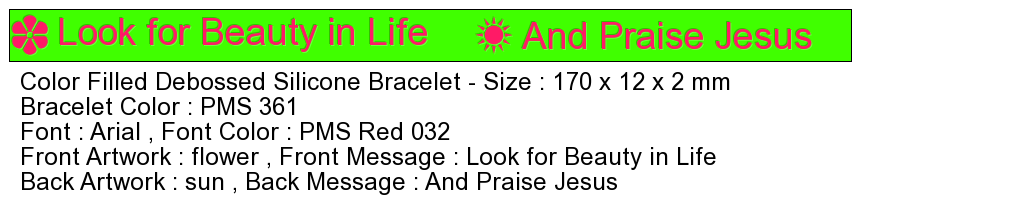 Look for Beauty in Life And Praise Jesus
Color Filled Debossed Silicone Bracelet - Size : 170 x 12 x 2 mm
Bracelet Color : PMS 361
Font : Arial , Font Color : PMS Red 032
Front Artwork : flower , Front Message : Look for Beauty in Life
Back Artwork : sun , Back Message : And Praise Jesus